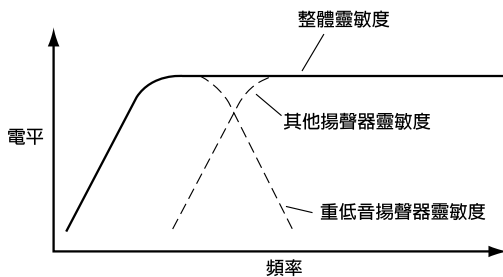 整體靈敏度
其他揚聲器靈敏度
電平
重低音揚聲器靈敏度
頻率